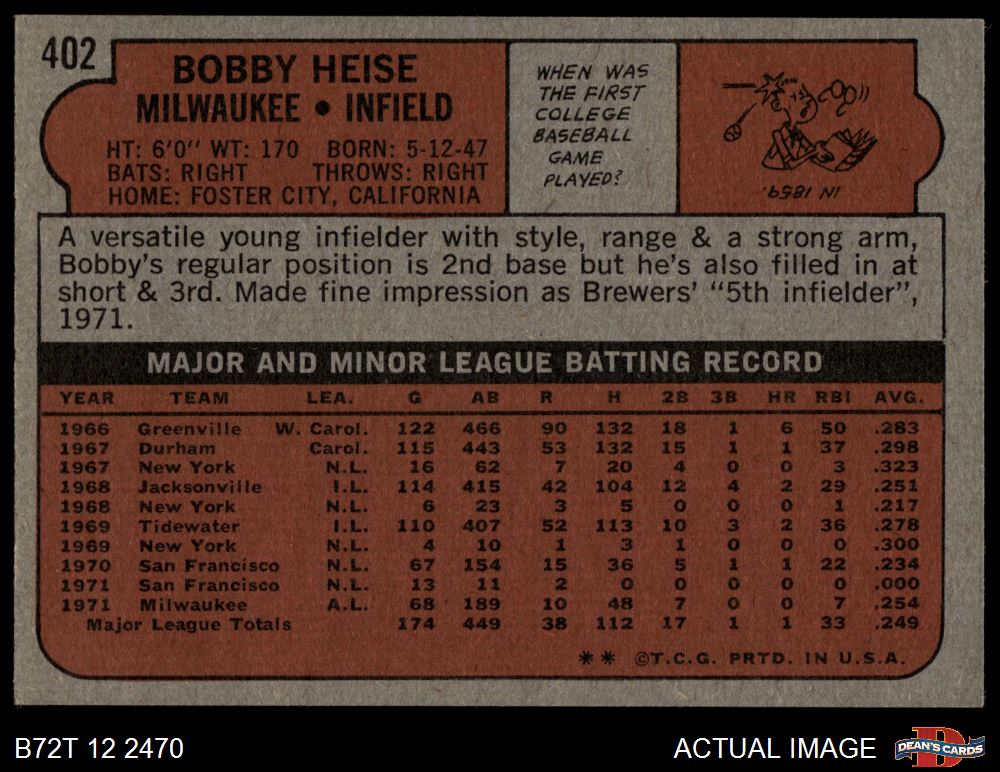 402
BOBBY HEISE
MILWAUKEE • INFIELD
HT: 6'0" WT: 170 BORN: 5-12-47
BATS: RIGHT THROWS: RIGHT
HOME: FOSTER CITY, CALIFORNIA
WHEN WAS
THE FIRST
COLLEGE
BASEBALL
GAME
PLAYED?
IN 1859.
A versatile young infielder with style, range & a strong arm,
Bobby's regular position is 2nd base but he's also filled in at
short & 3rd. Made fine impression as Brewers' "5th infielder",
1971.
MAJOR AND MINOR LEAGUE BATTING RECORD
YEAR TEAM LEA. G AB R H 2B 3B HR RBI AVG.
1966 Greenville W. Carol. 122 466 90 132 18 1 6 50 .283
1967 Durham Carol. 115 443 53 132 15 1 1 37 .298
1967 New York N.L. 16 62 7 20 4 0 0 3 .323
1968 Jacksonville I.L. 114 415 42 104 12 4 2 29 .251
1968 New York N.L. 6 23 3 5 0 0 0 1 .217
1969 Tidewater I.L. 110 407 52 113 10 3 2 36 .278
1969 New York N.L. 4 10 1 3 1 0 0 0 .300
1970 San Francisco N.L. 67 154 15 36 5 1 1 22 .234
1971 San Francisco N.L. 13 11 2 0 0 0 0 0 .000
1971 Milwaukee A.L. 68 189 10 48 7 0 0 7 .254
Major League Totals 174 449 38 112 17 1 1 33 .249
** ©T.C.G. PRTD. IN U.S.A.
B72T 12 2470
ACTUAL IMAGE
DEAN'S CARDS